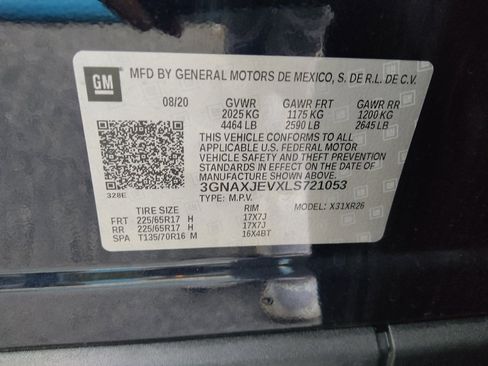 GM
MFD BY GENERAL MOTORS DE MEXICO, S. DE R.L. DE C.V.
08/20 GVWR GAWR FRT GAWR RR
2025 KG 1175 KG 1200 KG
4464 LB 2590 LB 2645 LB
THIS VEHICLE CONFORMS TO ALL
APPLICABLE U.S. FEDERAL MOTOR
VEHICLE SAFETY AND BUMPER
STANDARDS IN EFFECT ON THE DATE OF
MANUFACTURE SHOWN ABOVE.
328E 3GNAXJEVXLS721053
TYPE: M.P.V. MODEL: X31XR26
TIRE SIZE RIM
FRT 225/65R17 H 17X7J
RR 225/65R17 H 17X7J
SPA T135/70R16 M 16X4BT